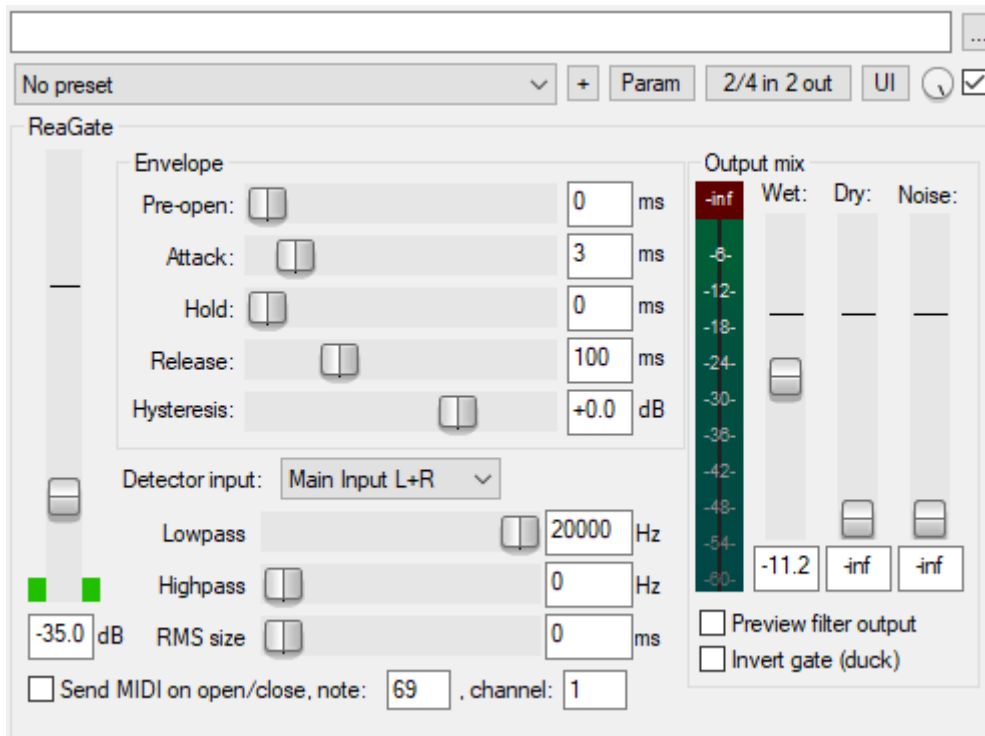 ...
No preset + Param 2/4 in 2 out UI
ReaGate
Envelope
Pre-open: 0 ms
Attack: 3 ms
Hold: 0 ms
Release: 100 ms
Hysteresis: +0.0 dB
Detector input: Main Input L+R
Lowpass 20000 Hz
Highpass 0 Hz
RMS size 0 ms
-35.0 dB
Send MIDI on open/close, note: 69 , channel: 1
Output mix
Wet: Dry: Noise:
-inf
-6-
-12-
-18-
-24-
-30-
-36-
-42-
-48-
-54-
-60-
-11.2 -inf -inf
Preview filter output
Invert gate (duck)